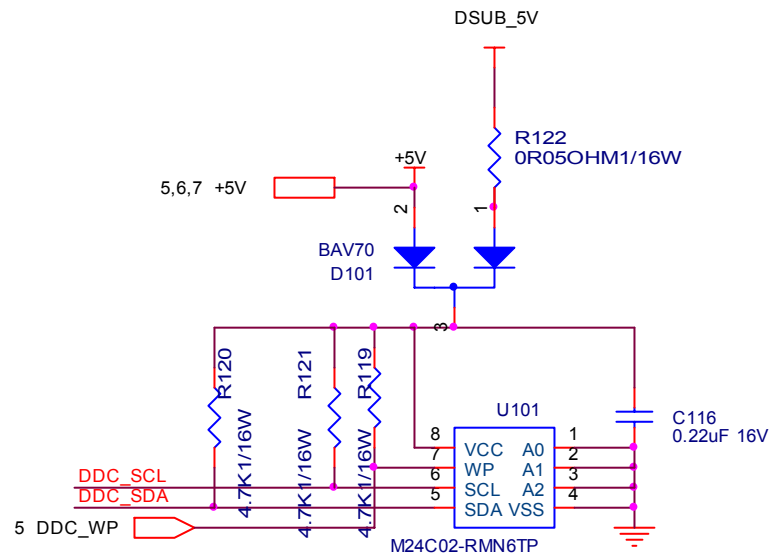 DSUB_5V
R122
0R05OHM1/16W
+5V
5,6,7 +5V
2
1
BAV70
D101
3
R120
4.7K1/16W
R121
4.7K1/16W
R119
4.7K1/16W
U101
C116
0.22uF 16V
8 VCC A0 1
7 WP A1 2
6 SCL A2 3
5 SDA VSS 4
DDC_SCL
DDC_SDA
5 DDC_WP
M24C02-RMN6TP